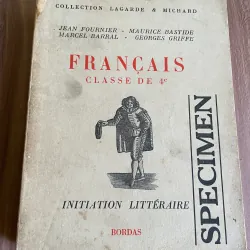 COLLECTION LAGARDE & MICHARD
JEAN FOURNIER - MAURICE BASTIDE
MARCEL BARRAL - GEORGES GRIFFE
FRANÇAIS
CLASSE DE 4e
SPECIMEN
INITIATION LITTÉRAIRE
BORDAS